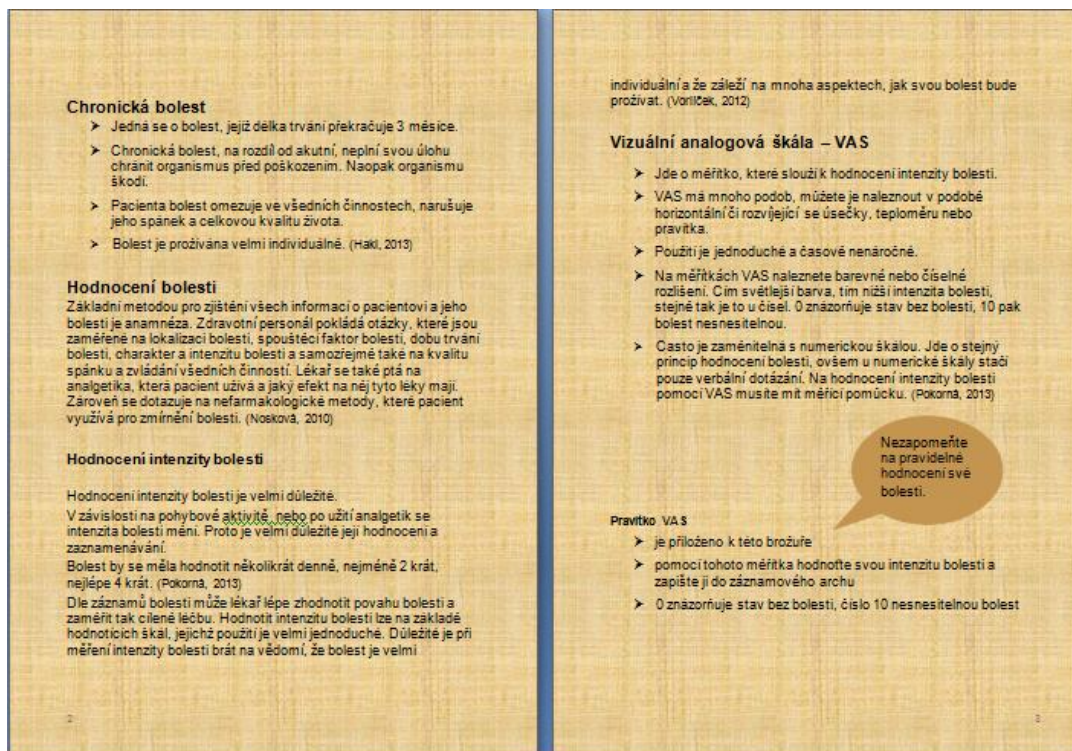 Chronická bolest
➤ Jedná se o bolest, jejíž délka trvání překračuje 3 měsíce.
➤ Chronická bolest, na rozdíl od akutní, neplní svou úlohu
chránit organismus před poškozením. Naopak organismu
škodí.
➤ Pacienta bolest omezuje ve všedních činnostech, narušuje
jeho spánek a celkovou kvalitu života.
➤ Bolest je prožívána velmi individuálně. (Hakl, 2013)
Hodnocení bolesti
Základní metodou pro zjištění všech informací o pacientovi a jeho
bolesti je anamnéza. Zdravotní personál pokládá otázky, které jsou
zaměřené na lokalizaci bolesti, spouštěcí faktor bolesti, dobu trvání
bolesti, charakter a intenzitu bolesti a samozřejmě také na kvalitu
spánku a zvládání všedních činností. Lékař se také ptá na
analgetika, která pacient užívá a jaký efekt na něj tyto léky mají.
Zároveň se dotazuje na nefarmakologické metody, které pacient
využívá pro zmírnění bolesti. (Nosková, 2010)
Hodnocení intenzity bolesti
Hodnocení intenzity bolesti je velmi důležité.
V závislosti na pohybové aktivitě nebo po užití analgetik se
intenzita bolesti mění. Proto je velmi důležité její hodnocení a
zaznamenávání.
Bolest by se měla hodnotit několikrát denně, nejméně 2 krát,
nejlépe 4 krát. (Pokorná, 2013)
Dle záznamů bolesti může lékař lépe zhodnotit povahu bolesti a
zaměřit tak cíleně léčbu. Hodnotit intenzitu bolesti lze na základě
hodnotících škál, jejichž použití je velmi jednoduché. Důležité je při
měření intenzity bolesti brát na vědomí, že bolest je velmi
2
individuální a že záleží na mnoha aspektech, jak svou bolest bude
prožívat. (Vorlíček, 2012)
Vizuální analogová škála – VAS
➤ Jde o měřítko, které slouží k hodnocení intenzity bolesti.
➤ VAS má mnoho podob, můžete je naleznout v podobě
horizontální či rozvíjející se úsečky, teploměru nebo
pravítka.
➤ Použití je jednoduché a časově nenáročné.
➤ Na měřítkách VAS naleznete barevné nebo číselné
rozlišení. Čím světlejší barva, tím nižší intenzita bolesti,
stejně tak je to u čísel. 0 znázorňuje stav bez bolesti, 10 pak
bolest nesnesitelnou.
➤ Často je zaměnitelná s numerickou škálou. Jde o stejný
princip hodnocení bolesti, ovšem u numerické škály stačí
pouze verbální dotázání. Na hodnocení intenzity bolesti
pomocí VAS musíte mít měřící pomůcku. (Pokorná, 2013)
Nezapomeňte
na pravidelné
hodnocení své
bolesti.
Pravítko VAS
➤ je přiloženo k této brožuře
➤ pomocí tohoto měřítka hodnoťte svou intenzitu bolesti a
zapište ji do záznamového archu
➤ 0 znázorňuje stav bez bolesti, číslo 10 nesnesitelnou bolest
3